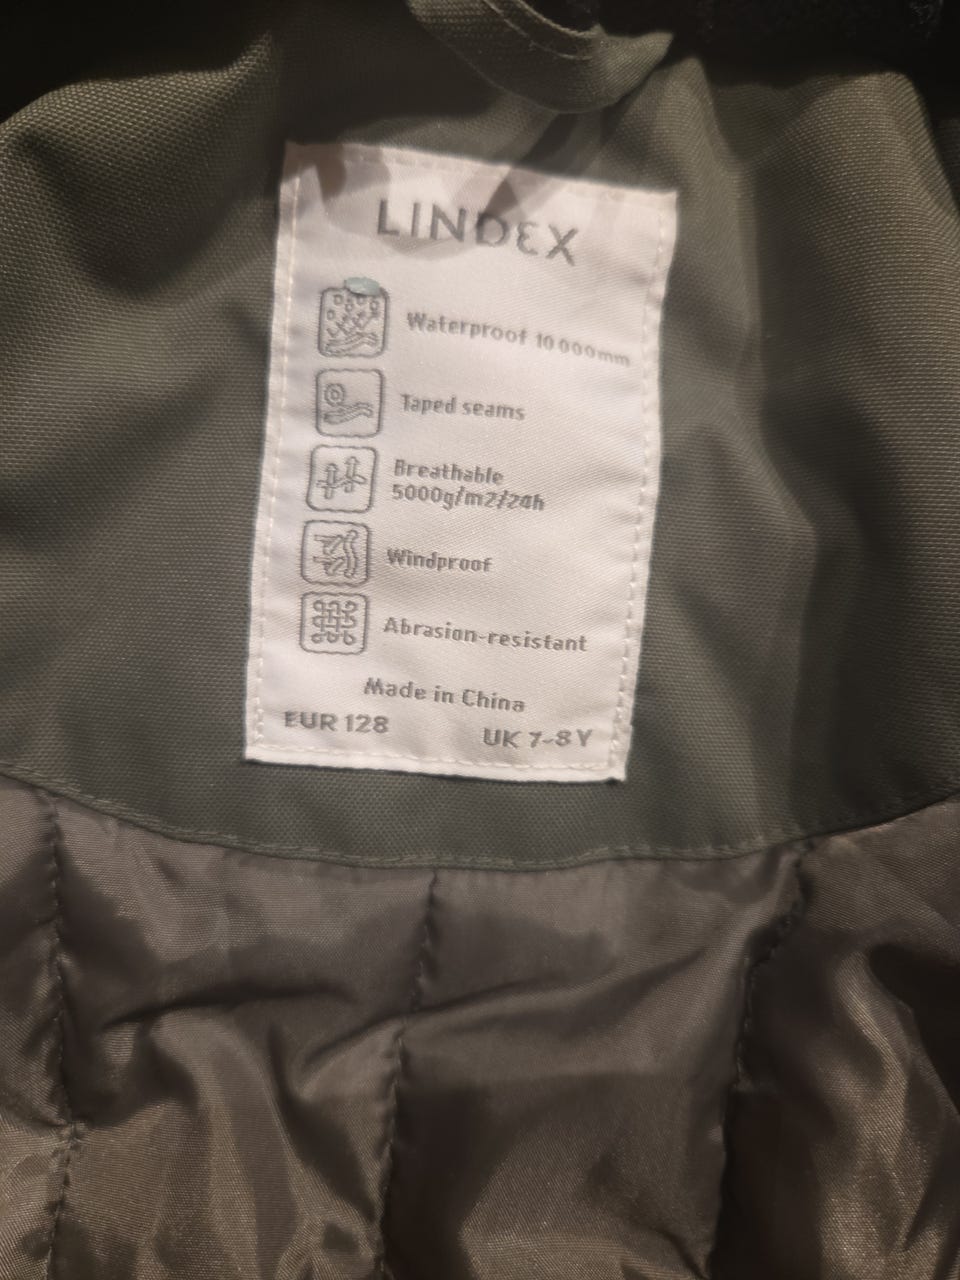 LINDEX
Waterproof 10 000mm
Taped seams
Breathable
5000g/m2/24h
Windproof
Abrasion-resistant
Made in China
EUR 128 UK 7-8 Y